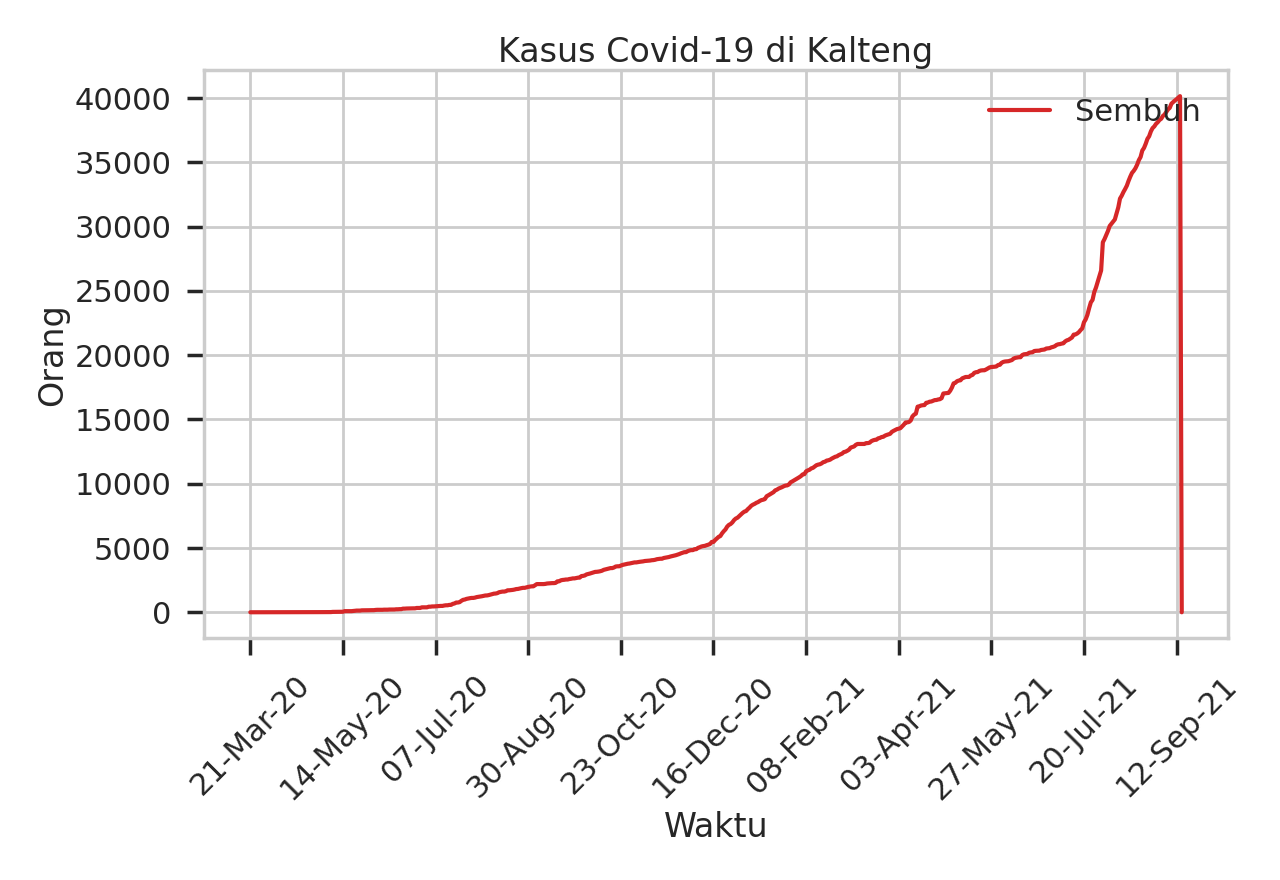 Kasus Covid-19 di Kalteng
Sembuh
Orang
40000
35000
30000
25000
20000
15000
10000
5000
0
21-Mar-20
14-May-20
07-Jul-20
30-Aug-20
23-Oct-20
16-Dec-20
08-Feb-21
03-Apr-21
27-May-21
20-Jul-21
12-Sep-21
Waktu